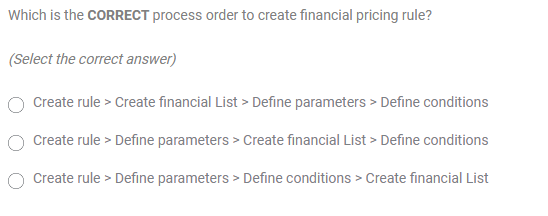 Which is the CORRECT process order to create financial pricing rule?
(Select the correct answer)
Create rule > Create financial List > Define parameters > Define conditions
Create rule > Define parameters > Create financial List > Define conditions
Create rule > Define parameters > Define conditions > Create financial List